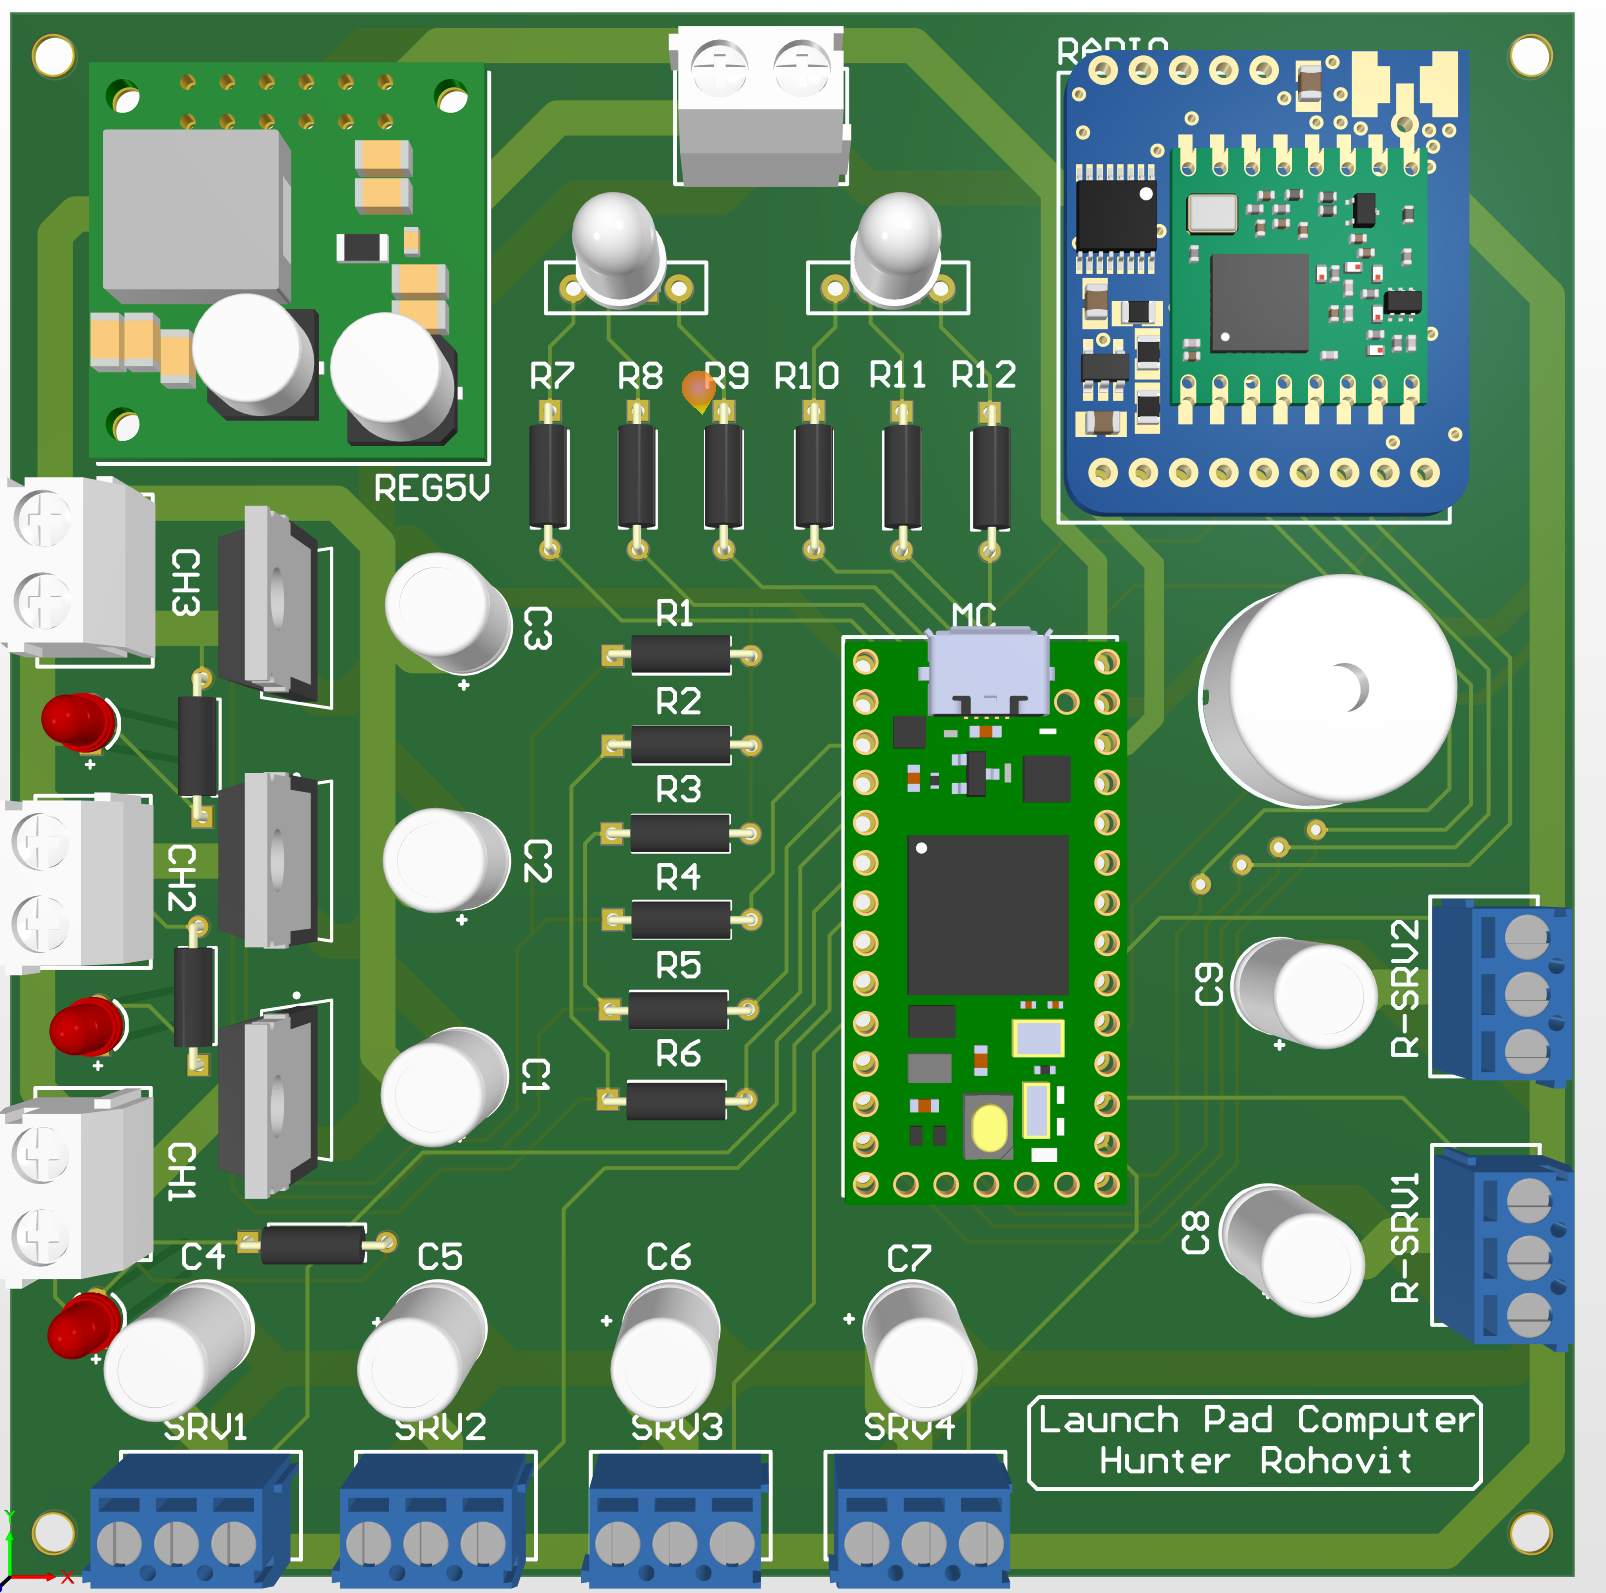 RADIO
R7 R8 R9 R10 R11 R12
REG5V
CH3
C3
R1
MC
R2
R3
R4
R5
R6
CH2
C2
C9
R-SRV2
C1
CH1
C8
R-SRV1
C4 C5 C6 C7
SRV1 SRV2 SRV3 SRV4
Launch Pad Computer
Hunter Rohovit
Y
X